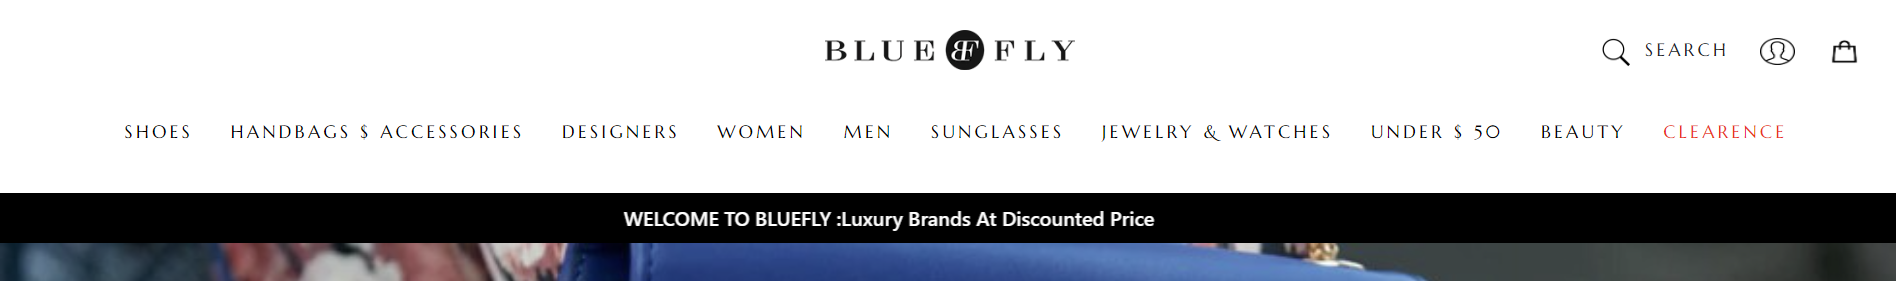 BLUE BF FLY
SEARCH
SHOES HANDBAGS $ ACCESSORIES DESIGNERS WOMEN MEN SUNGLASSES JEWELRY & WATCHES UNDER $ 50 BEAUTY CLEARENCE
WELCOME TO BLUEFLY :Luxury Brands At Discounted Price